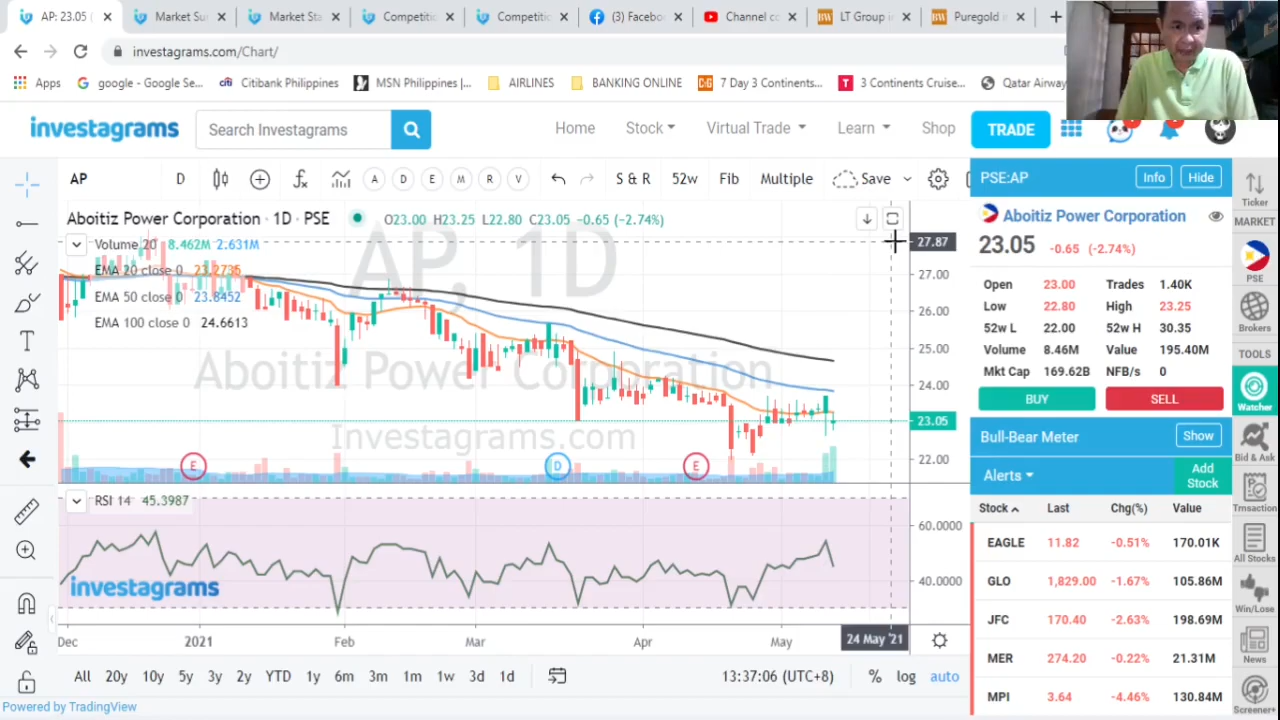 AP: 23.05 (
Market Su
Market Sta
Competitic
Competitic
(3) Facebo
Channel co
LT Group i
Puregold i
investagrams.com/Chart/
Apps
google - Google Se...
Citibank Philippines
MSN Philippines |...
AIRLINES
BANKING ONLINE
7 Day 3 Continents...
3 Continents Cruise...
Qatar Airway
investagrams
Search Investagrams
Home
Stock
Virtual Trade
Learn
Shop
TRADE
AP
D
A
D
E
M
R
V
S & R
52w
Fib
Multiple
Save
Aboitiz Power Corporation · 1D · PSE
O23.00 H23.25 L22.80 C23.05 -0.65 (-2.74%)
Volume 20 8.462M 2.631M
EMA 20 close 0 23.2735
EMA 50 close 0 23.8452
EMA 100 close 0 24.6613
AP, 1D
Aboitiz Power Corporation
Investagrams.com
27.87
27.00
26.00
25.00
24.00
23.05
22.00
E
D
E
RSI 14 45.3987
60.0000
40.0000
investagrams
Dec
2021
Feb
Mar
Apr
May
24 May '21
All
20y
10y
5y
3y
2y
YTD
1y
6m
3m
1m
1w
3d
1d
13:37:06 (UTC+8)
%
log
auto
Powered by TradingView
PSE:AP
Info
Hide
Aboitiz Power Corporation
23.05 -0.65 (-2.74%)
Open 23.00 Trades 1.40K
Low 22.80 High 23.25
52w L 22.00 52w H 30.35
Volume 8.46M Value 195.40M
Mkt Cap 169.62B NFB/s 0
BUY
SELL
Bull-Bear Meter
Show
Alerts
Add
Stock
Stock Last Chg(%) Value
EAGLE 11.82 -0.51% 170.01K
GLO 1,829.00 -1.67% 105.86M
JFC 170.40 -2.63% 198.69M
MER 274.20 -0.22% 21.31M
MPI 3.64 -4.46% 130.84M
Ticker
MARKET
PSE
Brokers
TOOLS
Watcher
Bid & Ask
Trnsaction
All Stocks
Win/Lose
News
Screener+